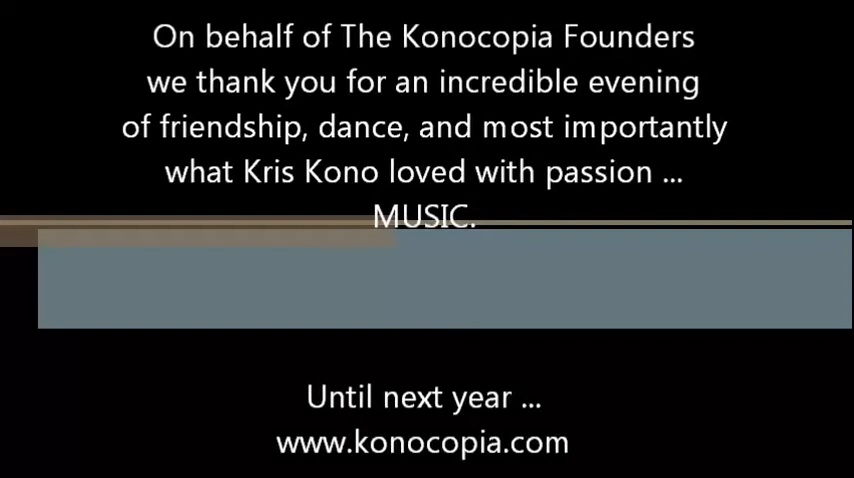 On behalf of The Konocopia Founders
we thank you for an incredible evening
of friendship, dance, and most importantly
what Kris Kono loved with passion ...
MUSIC.
Until next year ...
www.konocopia.com